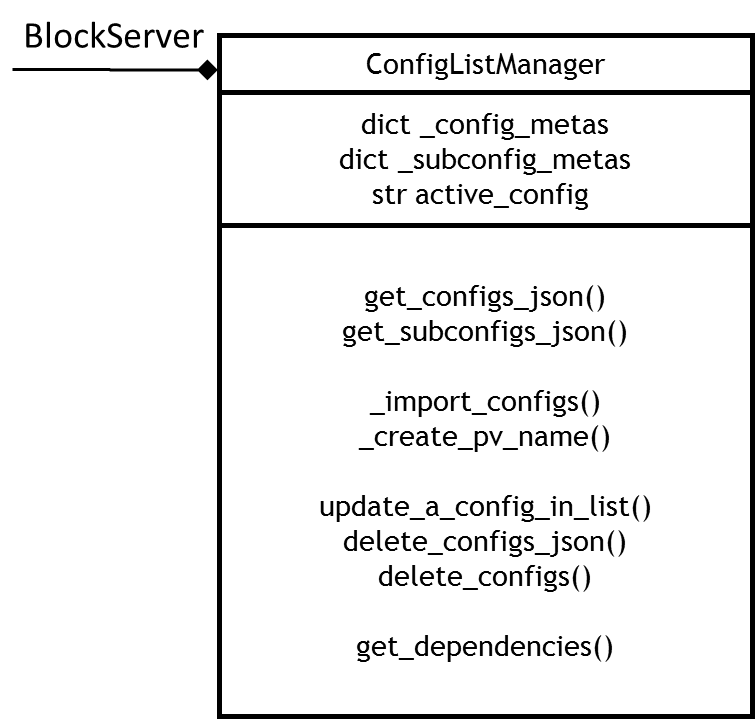 BlockServer
ConfigListManager
dict _config_metas
dict _subconfig_metas
str active_config
get_configs_json()
get_subconfigs_json()
_import_configs()
_create_pv_name()
update_a_config_in_list()
delete_configs_json()
delete_configs()
get_dependencies()